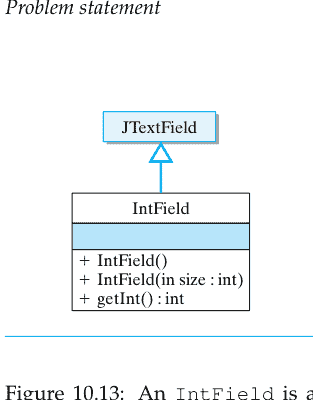 Problem statement
JTextField
IntField
+ IntField()
+ IntField(in size : int)
+ getInt() : int
Figure 10.13: An IntField is a